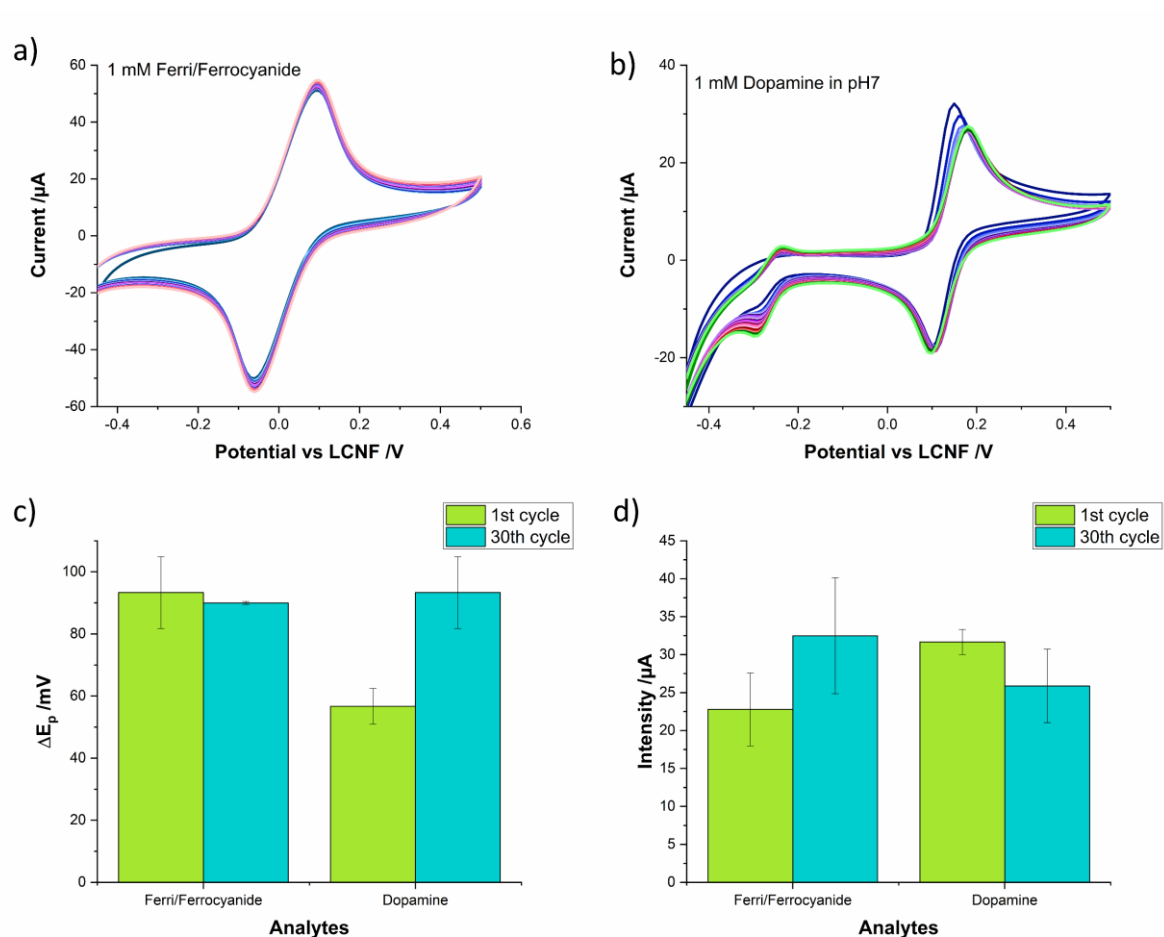 a)
1 mM Ferri/Ferrocyanide
60
40
20
0
-20
-40
-60
-0.4 -0.2 0.0 0.2 0.4 0.6
Current /µA
Potential vs LCNF /V
b)
1 mM Dopamine in pH7
40
20
0
-20
-0.4 -0.2 0.0 0.2 0.4
Current /µA
Potential vs LCNF /V
c)
1st cycle
30th cycle
100
80
60
40
20
0
ΔEp /mV
Ferri/Ferrocyanide Dopamine
Analytes
d)
1st cycle
30th cycle
45
40
35
30
25
20
15
10
5
0
Intensity /µA
Ferri/Ferrocyanide Dopamine
Analytes